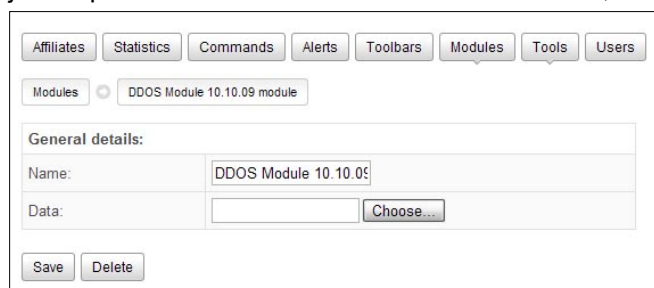 Affiliates Statistics Commands Alerts Toolbars Modules Tools Users
Modules DDOS Module 10.10.09 module
General details:
Name: DDOS Module 10.10.09
Data: Choose...
Save Delete